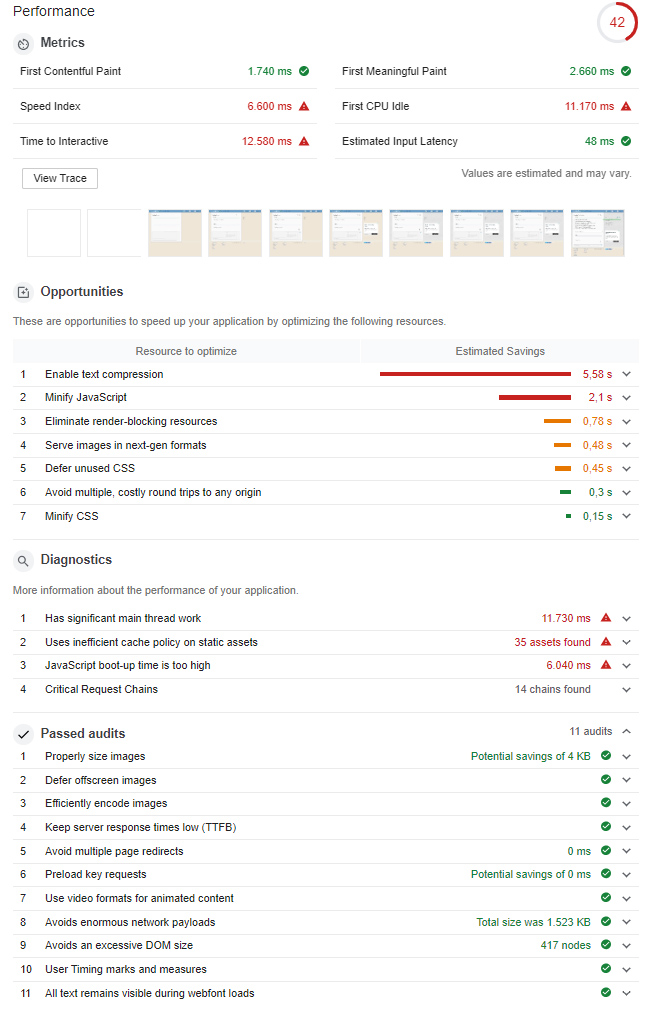 Performance
42
Metrics
First Contentful Paint 1.740 ms First Meaningful Paint 2.660 ms
Speed Index 6.600 ms First CPU Idle 11.170 ms
Time to Interactive 12.580 ms Estimated Input Latency 48 ms
View Trace Values are estimated and may vary.
Opportunities
These are opportunities to speed up your application by optimizing the following resources.
Resource to optimize Estimated Savings
1 Enable text compression 5,58 s
2 Minify JavaScript 2,1 s
3 Eliminate render-blocking resources 0,78 s
4 Serve images in next-gen formats 0,48 s
5 Defer unused CSS 0,45 s
6 Avoid multiple, costly round trips to any origin 0,3 s
7 Minify CSS 0,15 s
Diagnostics
More information about the performance of your application.
1 Has significant main thread work 11.730 ms
2 Uses inefficient cache policy on static assets 35 assets found
3 JavaScript boot-up time is too high 6.040 ms
4 Critical Request Chains 14 chains found
Passed audits 11 audits
1 Properly size images Potential savings of 4 KB
2 Defer offscreen images
3 Efficiently encode images
4 Keep server response times low (TTFB)
5 Avoid multiple page redirects 0 ms
6 Preload key requests Potential savings of 0 ms
7 Use video formats for animated content
8 Avoids enormous network payloads Total size was 1.523 KB
9 Avoids an excessive DOM size 417 nodes
10 User Timing marks and measures
11 All text remains visible during webfont loads